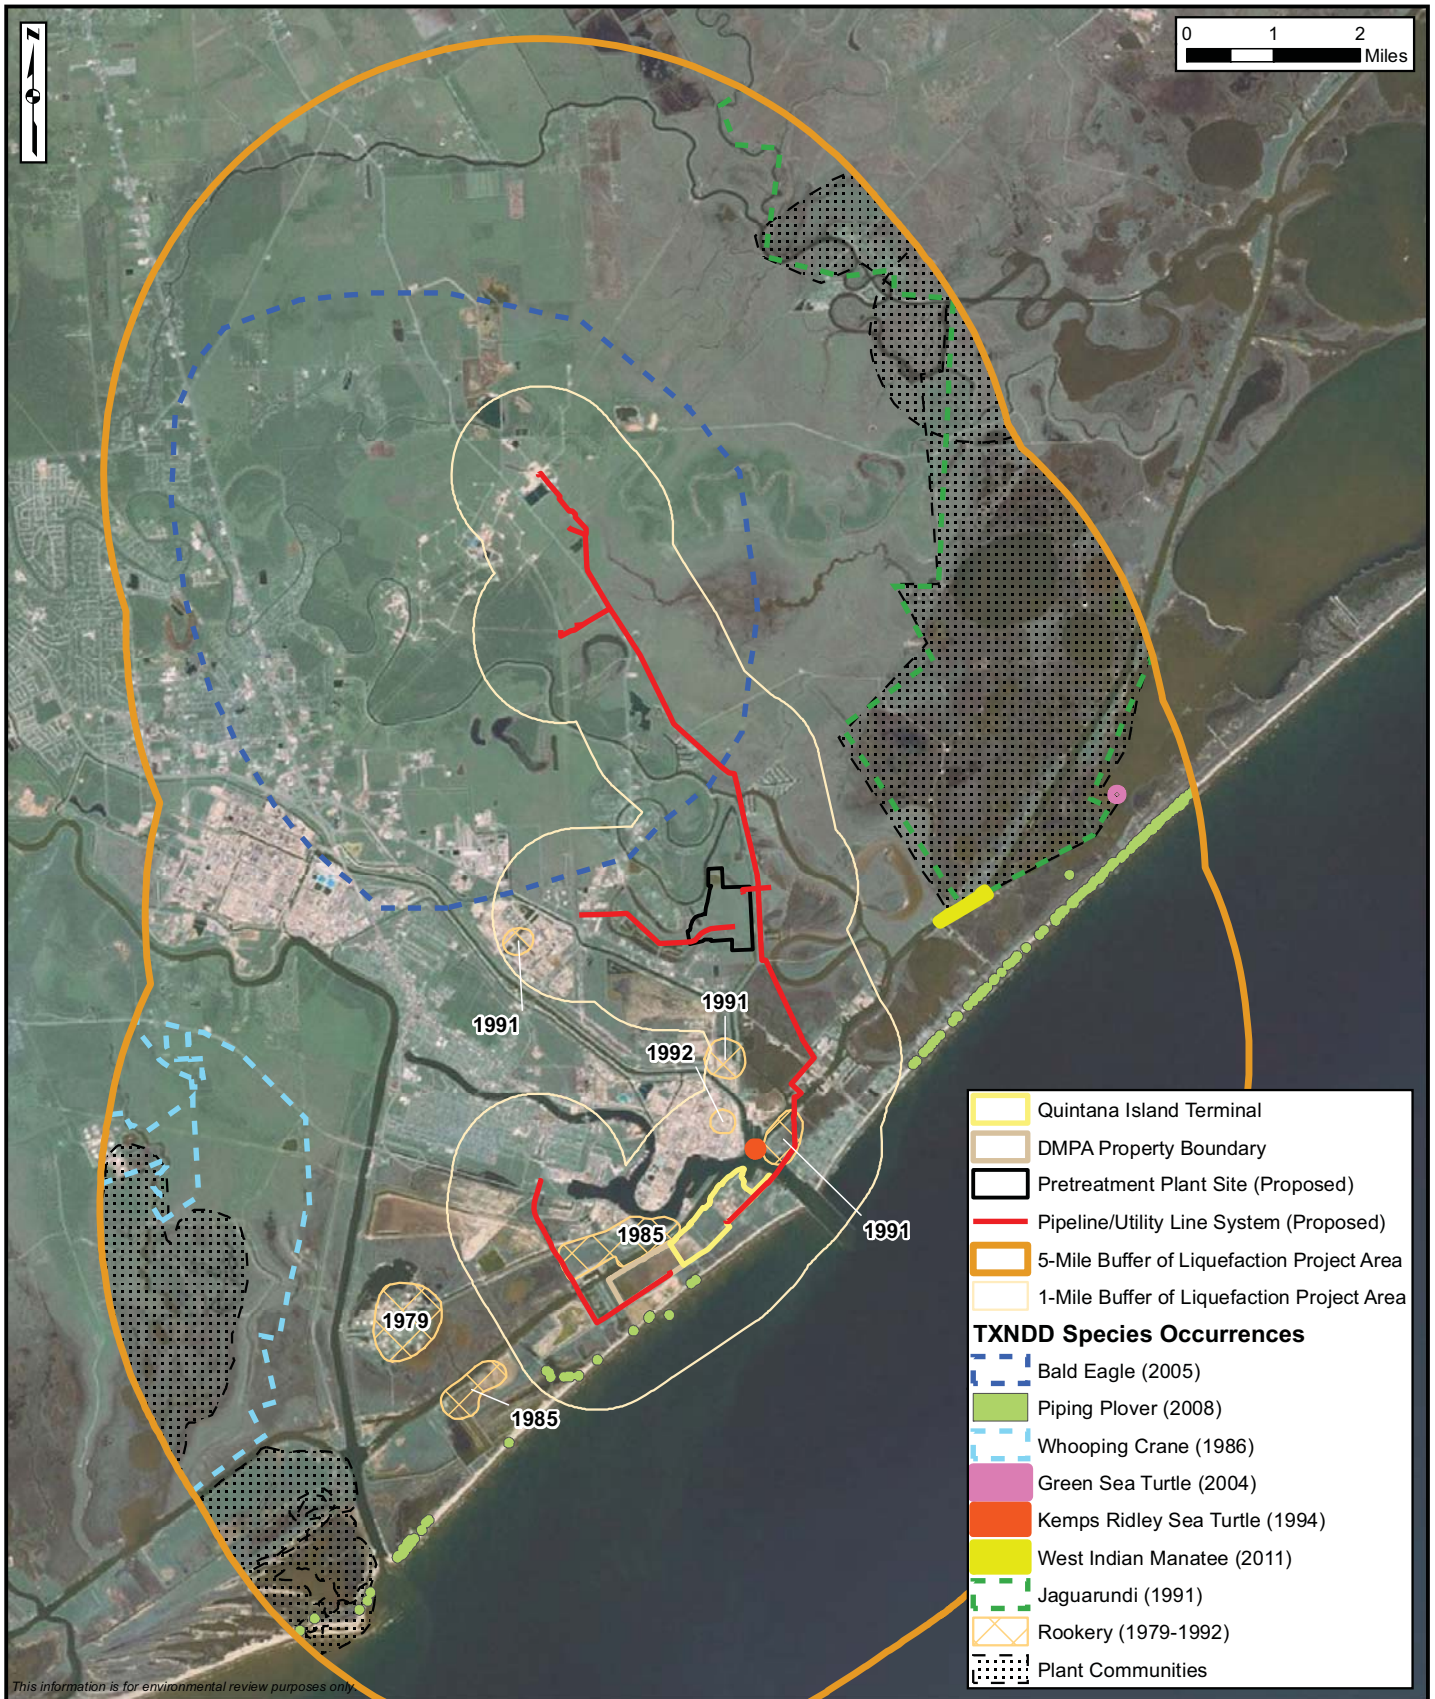 N
0 1 2
Miles
1991
1991
1992
1991
1985
1979
1985
Quintana Island Terminal
DMPA Property Boundary
Pretreatment Plant Site (Proposed)
Pipeline/Utility Line System (Proposed)
5-Mile Buffer of Liquefaction Project Area
1-Mile Buffer of Liquefaction Project Area
TXNDD Species Occurrences
Bald Eagle (2005)
Piping Plover (2008)
Whooping Crane (1986)
Green Sea Turtle (2004)
Kemps Ridley Sea Turtle (1994)
West Indian Manatee (2011)
Jaguarundi (1991)
Rookery (1979-1992)
Plant Communities
This information is for environmental review purposes only.